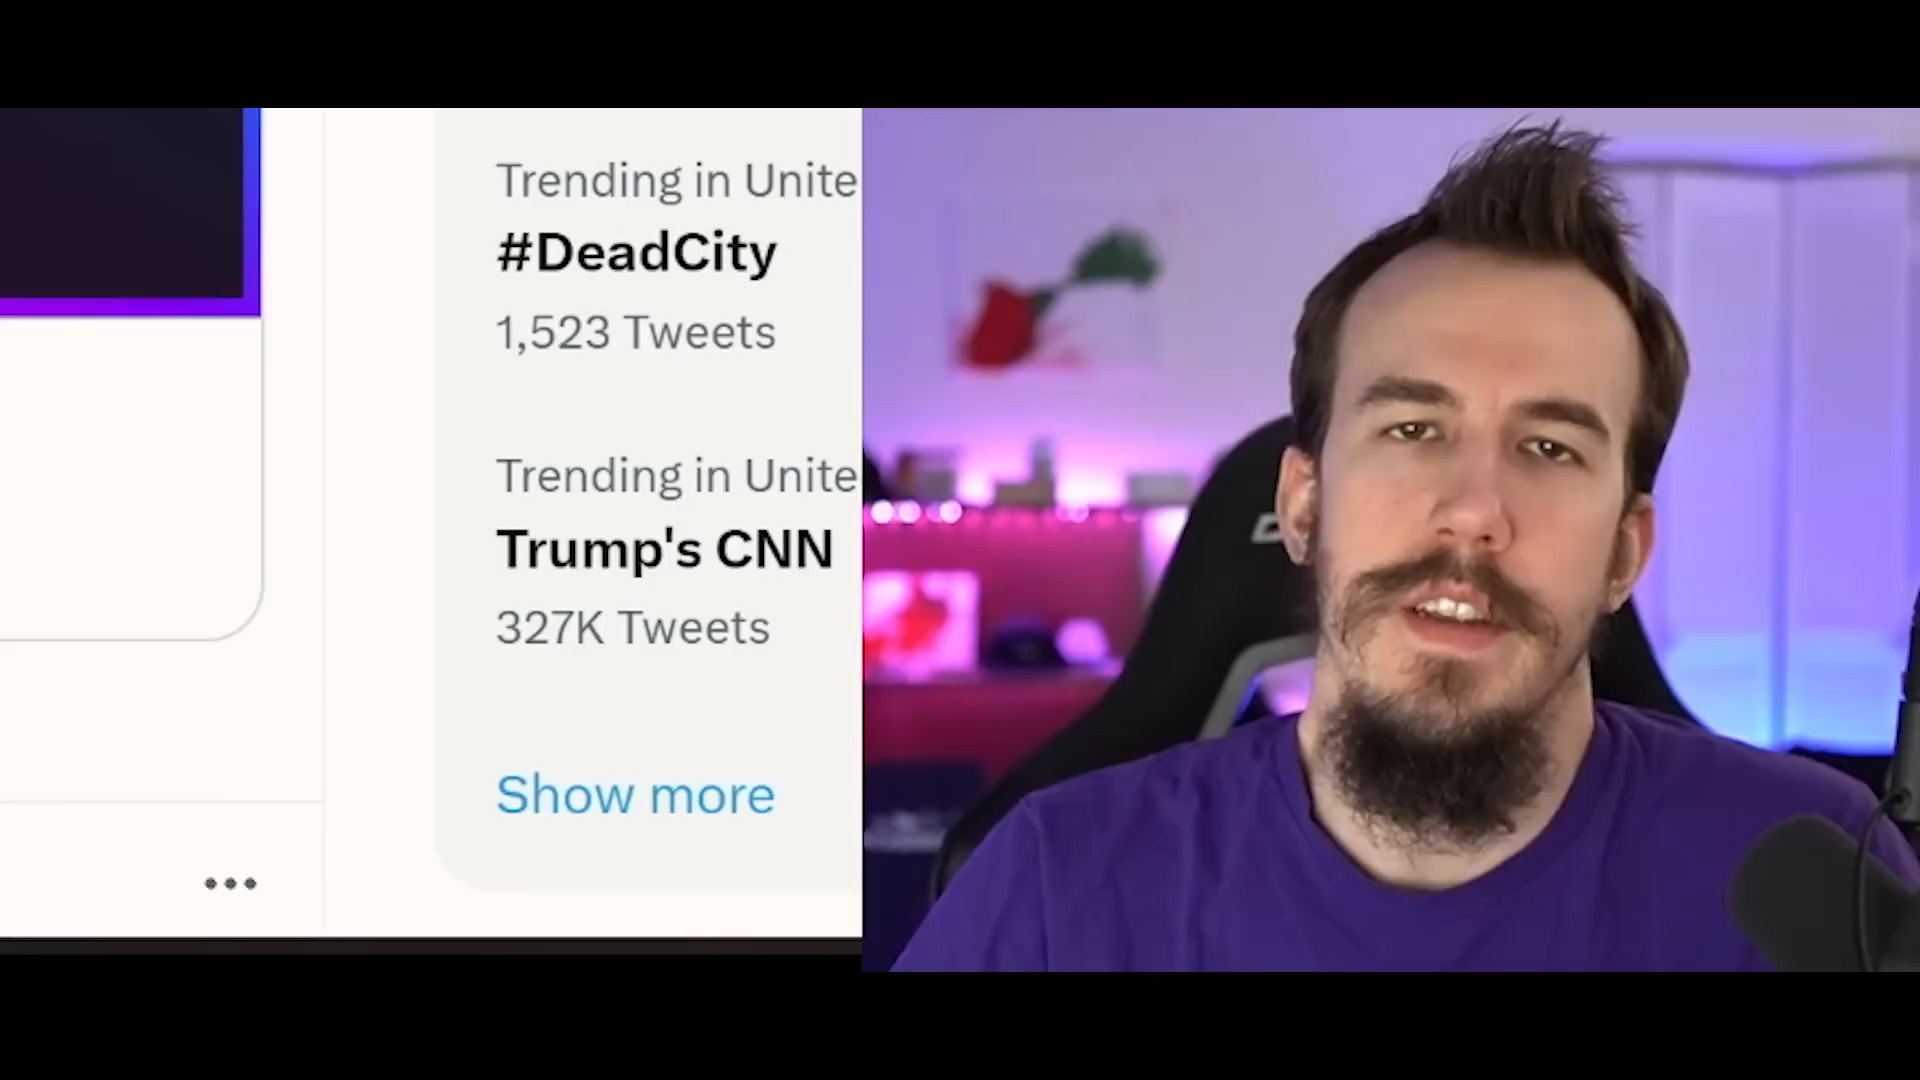 Trending in Unite
#DeadCity
1,523 Tweets
Trending in Unite
Trump's CNN
327K Tweets
Show more